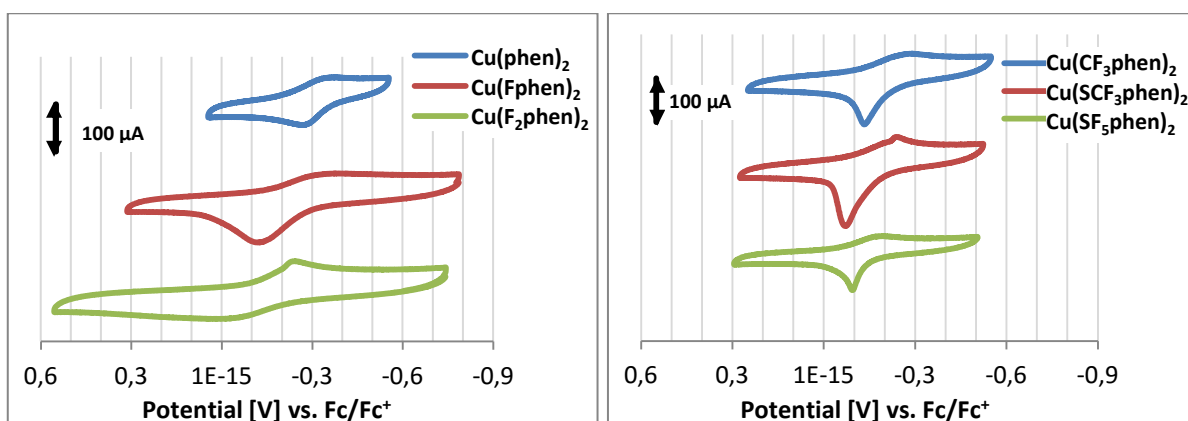 Cu(phen)₂
Cu(Fphen)₂
Cu(F₂phen)₂
100 µA
0,6 0,3 1E-15 -0,3 -0,6 -0,9
Potential [V] vs. Fc/Fc⁺
Cu(CF₃phen)₂
Cu(SCF₃phen)₂
Cu(SF₅phen)₂
100 µA
0,6 0,3 1E-15 -0,3 -0,6 -0,9
Potential [V] vs. Fc/Fc⁺